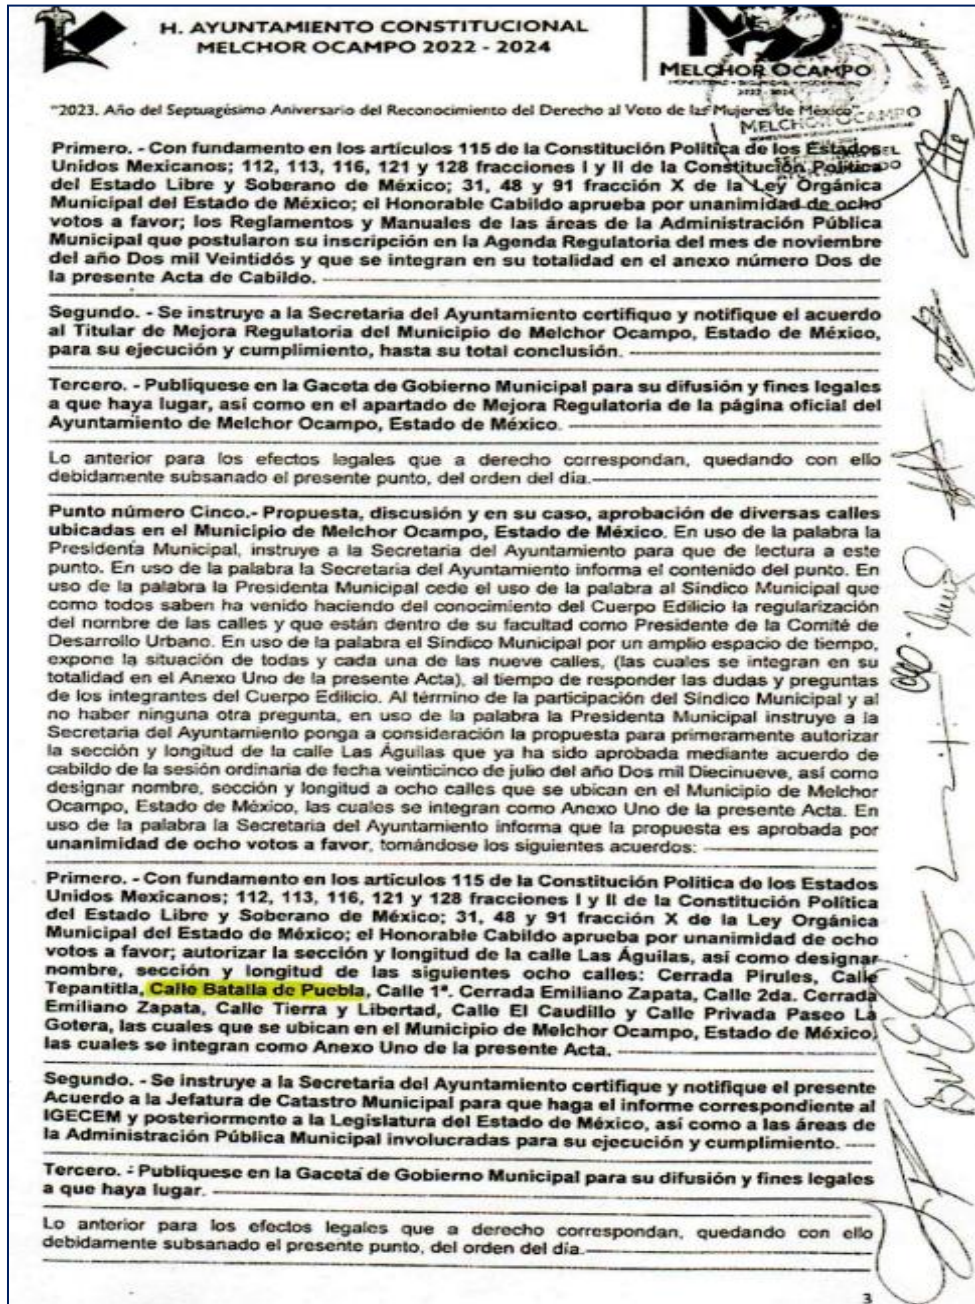 H. AYUNTAMIENTO CONSTITUCIONAL
MELCHOR OCAMPO 2022 - 2024
MELCHOR OCAMPO
2022 - 2024
"2023. Año del Septuagésimo Aniversario del Reconocimiento del Derecho al Voto de las Mujeres de México"
MELCHOR OCAMPO
Primero. - Con fundamento en los artículos 115 de la Constitución Política de los Estados
Unidos Mexicanos; 112, 113, 116, 121 y 128 fracciones I y II de la Constitución Política
del Estado Libre y Soberano de México; 31, 48 y 91 fracción X de la Ley Orgánica
Municipal del Estado de México; el Honorable Cabildo aprueba por unanimidad de ocho
votos a favor; los Reglamentos y Manuales de las áreas de la Administración Pública
Municipal que postularon su inscripción en la Agenda Regulatoria del mes de noviembre
del año Dos mil Veintidós y que se integran en su totalidad en el anexo número Dos de
la presente Acta de Cabildo.
Segundo. - Se instruye a la Secretaria del Ayuntamiento certifique y notifique el acuerdo
al Titular de Mejora Regulatoria del Municipio de Melchor Ocampo, Estado de México,
para su ejecución y cumplimiento, hasta su total conclusión.
Tercero. - Publíquese en la Gaceta de Gobierno Municipal para su difusión y fines legales
a que haya lugar, así como en el apartado de Mejora Regulatoria de la página oficial del
Ayuntamiento de Melchor Ocampo, Estado de México.
Lo anterior para los efectos legales que a derecho correspondan, quedando con ello
debidamente subsanado el presente punto, del orden del día.
Punto número Cinco.- Propuesta, discusión y en su caso, aprobación de diversas calles
ubicadas en el Municipio de Melchor Ocampo, Estado de México. En uso de la palabra la
Presidenta Municipal, instruye a la Secretaria del Ayuntamiento para que de lectura a este
punto. En uso de la palabra la Secretaria del Ayuntamiento informa el contenido del punto. En
uso de la palabra la Presidenta Municipal cede el uso de la palabra al Síndico Municipal que
como todos saben ha venido haciendo del conocimiento del Cuerpo Edilicio la regularización
del nombre de las calles y que están dentro de su facultad como Presidente de la Comité de
Desarrollo Urbano. En uso de la palabra el Síndico Municipal por un amplio espacio de tiempo,
expone la situación de todas y cada una de las nueve calles, (las cuales se integran en su
totalidad en el Anexo Uno de la presente Acta), al tiempo de responder las dudas y preguntas
de los integrantes del Cuerpo Edilicio. Al término de la participación del Síndico Municipal y al
no haber ninguna otra pregunta, en uso de la palabra la Presidenta Municipal instruye a la
Secretaria del Ayuntamiento ponga a consideración la propuesta para primeramente autorizar
la sección y longitud de la calle Las Águilas que ya ha sido aprobada mediante acuerdo de
cabildo de la sesión ordinaria de fecha veinticinco de julio del año Dos mil Diecinueve, así como
designar nombre, sección y longitud a ocho calles que se ubican en el Municipio de Melchor
Ocampo, Estado de México, las cuales se integran como Anexo Uno de la presente Acta. En
uso de la palabra la Secretaria del Ayuntamiento informa que la propuesta es aprobada por
unanimidad de ocho votos a favor, tomándose los siguientes acuerdos:
Primero. - Con fundamento en los artículos 115 de la Constitución Política de los Estados
Unidos Mexicanos; 112, 113, 116, 121 y 128 fracciones I y II de la Constitución Política
del Estado Libre y Soberano de México; 31, 48 y 91 fracción X de la Ley Orgánica
Municipal del Estado de México; el Honorable Cabildo aprueba por unanimidad de ocho
votos a favor; autorizar la sección y longitud de la calle Las Águilas, así como designar
nombre, sección y longitud de las siguientes ocho calles: Cerrada Pirules, Calle
Tepantitla, Calle Batalla de Puebla, Calle 1ª. Cerrada Emiliano Zapata, Calle 2da. Cerrada
Emiliano Zapata, Calle Tierra y Libertad, Calle El Caudillo y Calle Privada Paseo La
Gotera, las cuales que se ubican en el Municipio de Melchor Ocampo, Estado de México,
las cuales se integran como Anexo Uno de la presente Acta.
Segundo. - Se instruye a la Secretaria del Ayuntamiento certifique y notifique el presente
Acuerdo a la Jefatura de Catastro Municipal para que haga el informe correspondiente al
IGECEM y posteriormente a la Legislatura del Estado de México, así como a las áreas de
la Administración Pública Municipal involucradas para su ejecución y cumplimiento.
Tercero. - Publíquese en la Gaceta de Gobierno Municipal para su difusión y fines legales
a que haya lugar.
Lo anterior para los efectos legales que a derecho correspondan, quedando con ello
debidamente subsanado el presente punto, del orden del día.
3